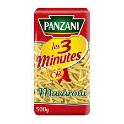 PANZANI
les 3
Minutes
Macaroni
500g